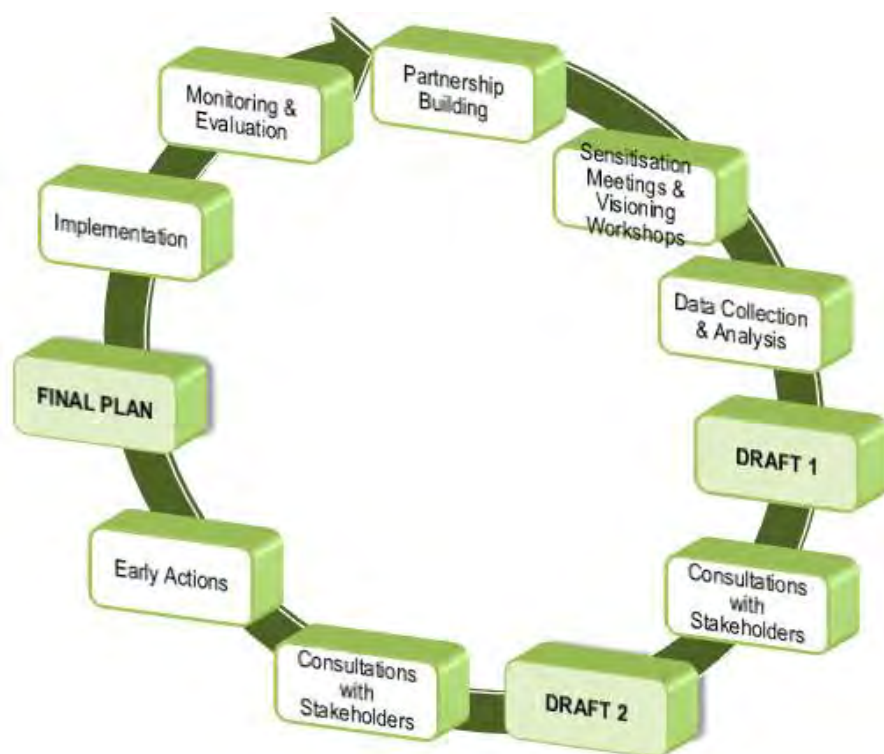 Partnership
Building
Sensitisation
Meetings &
Visioning
Workshops
Data Collection
& Analysis
DRAFT 1
Consultations
with
Stakeholders
DRAFT 2
Consultations
with
Stakeholders
Early Actions
FINAL PLAN
Implementation
Monitoring &
Evaluation